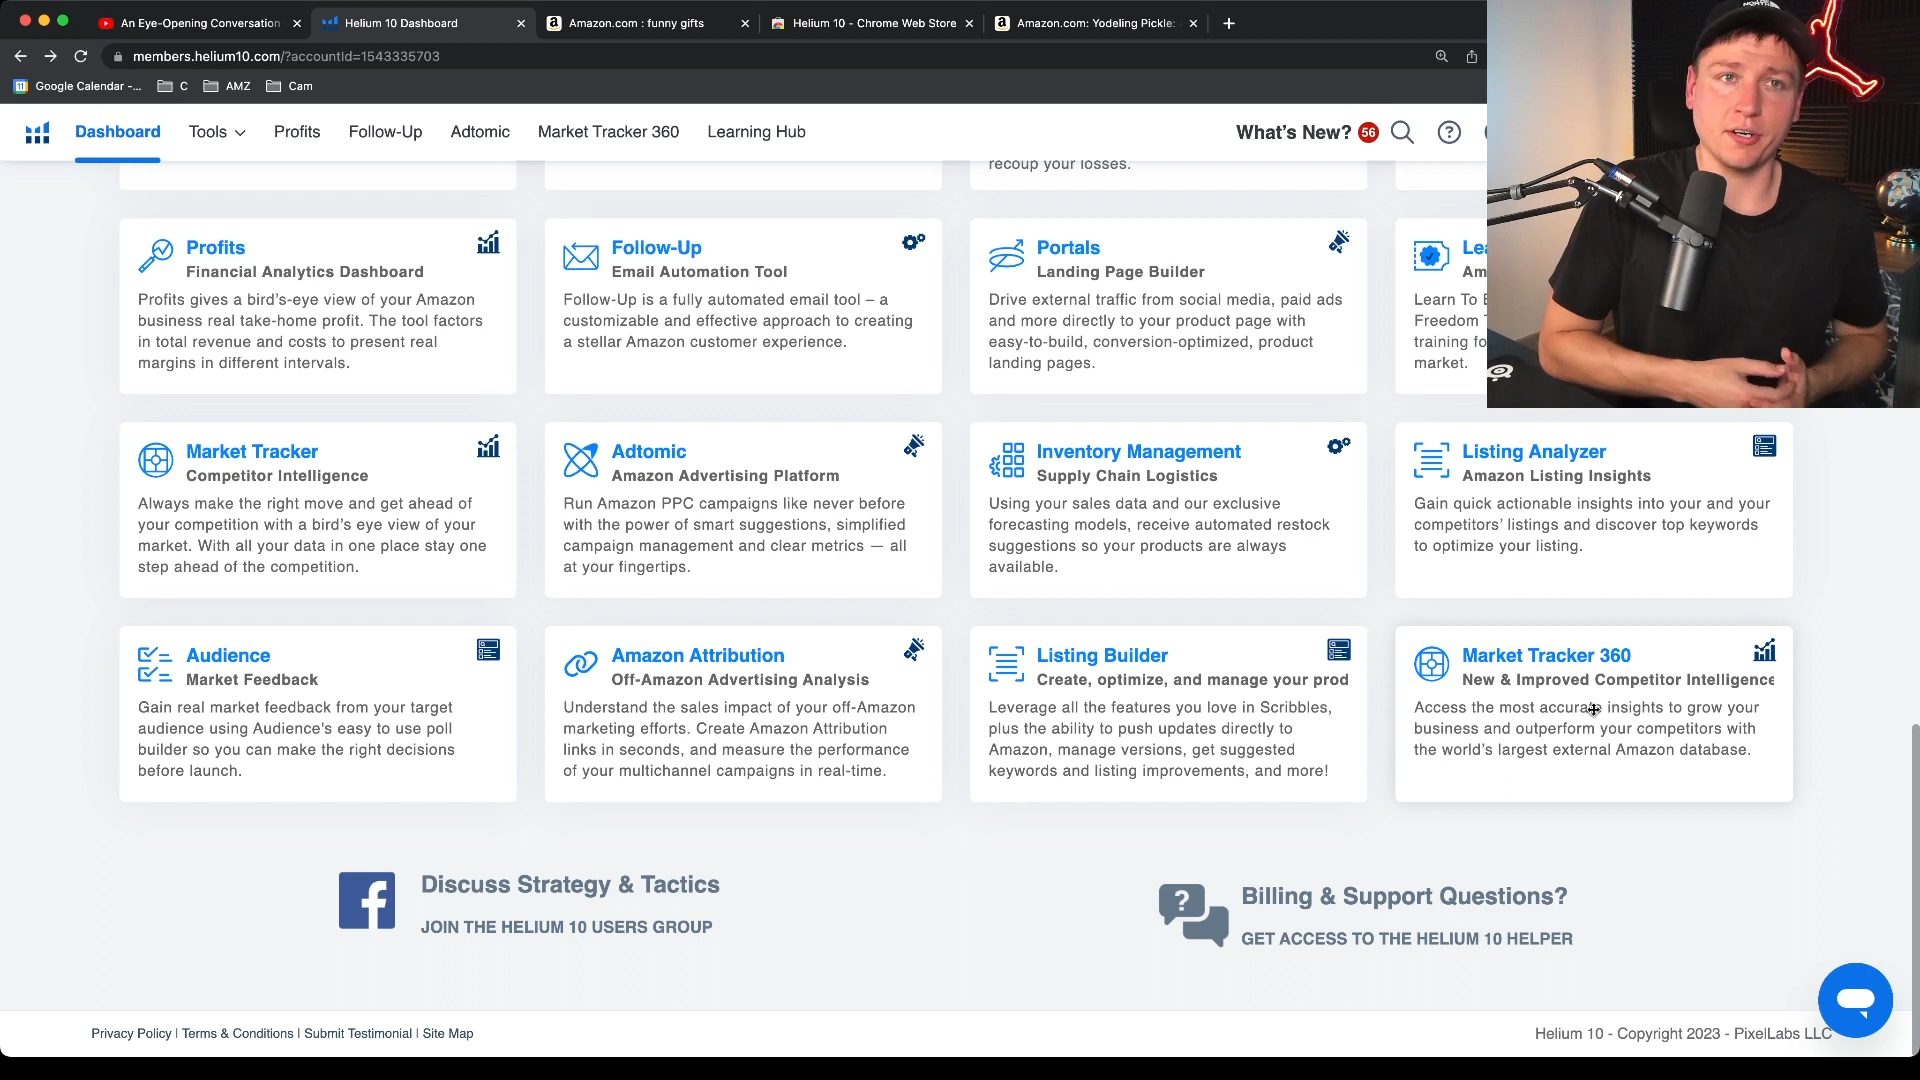 An Eye-Opening Conversation
Helium 10 Dashboard
Amazon.com : funny gifts
Helium 10 - Chrome Web Store
Amazon.com: Yodeling Pickle:
members.helium10.com/?accountId=1543335703
Google Calendar -...
C
AMZ
Cam
Dashboard
Tools
Profits
Follow-Up
Adtomic
Market Tracker 360
Learning Hub
What's New?
56
recoup your losses.
Profits
Financial Analytics Dashboard
Profits gives a bird's-eye view of your Amazon
business real take-home profit. The tool factors
in total revenue and costs to present real
margins in different intervals.
Follow-Up
Email Automation Tool
Follow-Up is a fully automated email tool – a
customizable and effective approach to creating
a stellar Amazon customer experience.
Portals
Landing Page Builder
Drive external traffic from social media, paid ads
and more directly to your product page with
easy-to-build, conversion-optimized, product
landing pages.
Lea
Am
Learn To
Freedom
training fo
market.
Market Tracker
Competitor Intelligence
Always make the right move and get ahead of
your competition with a bird's eye view of your
market. With all your data in one place stay one
step ahead of the competition.
Adtomic
Amazon Advertising Platform
Run Amazon PPC campaigns like never before
with the power of smart suggestions, simplified
campaign management and clear metrics — all
at your fingertips.
Inventory Management
Supply Chain Logistics
Using your sales data and our exclusive
forecasting models, receive automated restock
suggestions so your products are always
available.
Listing Analyzer
Amazon Listing Insights
Gain quick actionable insights into your and your
competitors' listings and discover top keywords
to optimize your listing.
Audience
Market Feedback
Gain real market feedback from your target
audience using Audience's easy to use poll
builder so you can make the right decisions
before launch.
Amazon Attribution
Off-Amazon Advertising Analysis
Understand the sales impact of your off-Amazon
marketing efforts. Create Amazon Attribution
links in seconds, and measure the performance
of your multichannel campaigns in real-time.
Listing Builder
Create, optimize, and manage your prod
Leverage all the features you love in Scribbles,
plus the ability to push updates directly to
Amazon, manage versions, get suggested
keywords and listing improvements, and more!
Market Tracker 360
New & Improved Competitor Intelligence
Access the most accurate insights to grow your
business and outperform your competitors with
the world's largest external Amazon database.
Discuss Strategy & Tactics
JOIN THE HELIUM 10 USERS GROUP
Billing & Support Questions?
GET ACCESS TO THE HELIUM 10 HELPER
Privacy Policy | Terms & Conditions | Submit Testimonial | Site Map
Helium 10 - Copyright 2023 - PixelLabs LLC